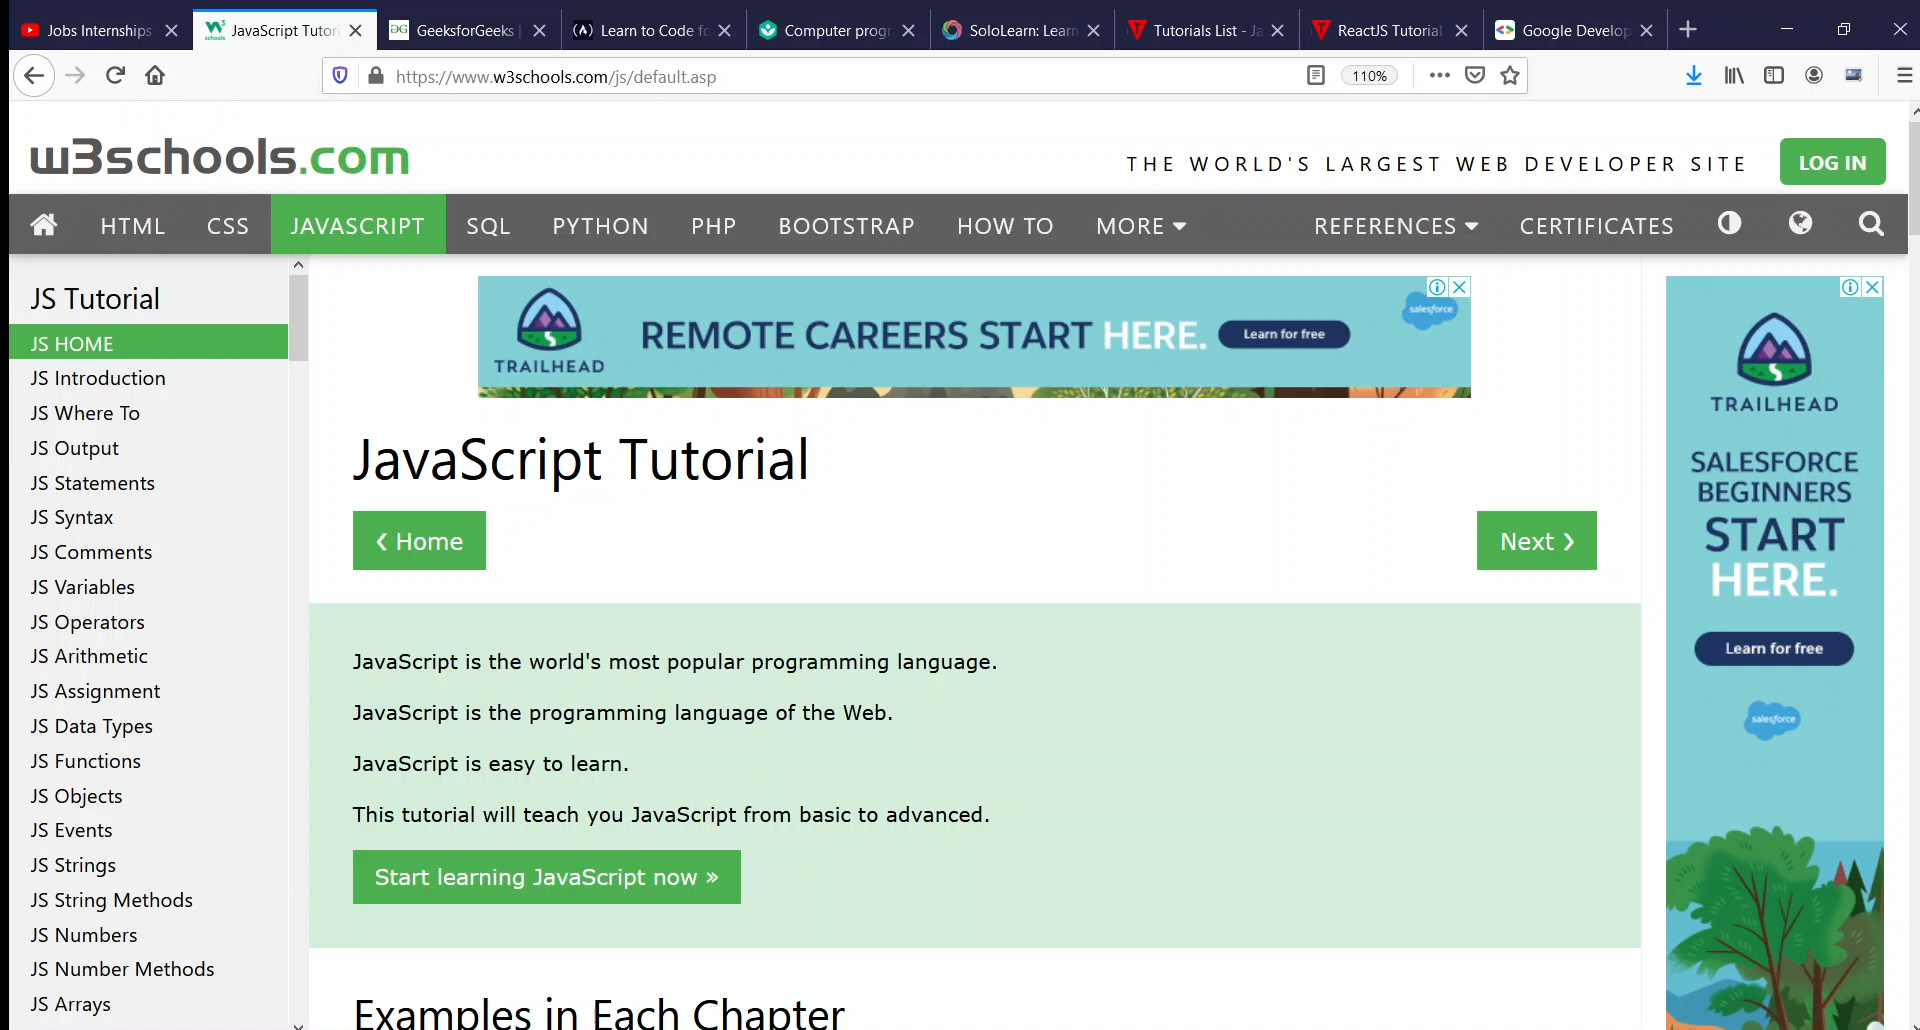 Jobs Internships
JavaScript Tutori
GeeksforGeeks |
Learn to Code fo
Computer progr
SoloLearn: Learn
Tutorials List - Ja
ReactJS Tutorial
Google Develop
https://www.w3schools.com/js/default.asp
110%
w3schools.com
THE WORLD'S LARGEST WEB DEVELOPER SITE
LOG IN
HTML CSS JAVASCRIPT SQL PYTHON PHP BOOTSTRAP HOW TO MORE REFERENCES CERTIFICATES
JS Tutorial
JS HOME
JS Introduction
JS Where To
JS Output
JS Statements
JS Syntax
JS Comments
JS Variables
JS Operators
JS Arithmetic
JS Assignment
JS Data Types
JS Functions
JS Objects
JS Events
JS Strings
JS String Methods
JS Numbers
JS Number Methods
JS Arrays
TRAILHEAD
REMOTE CAREERS START HERE.
Learn for free
salesforce
JavaScript Tutorial
❮ Home
Next ❯
JavaScript is the world's most popular programming language.
JavaScript is the programming language of the Web.
JavaScript is easy to learn.
This tutorial will teach you JavaScript from basic to advanced.
Start learning JavaScript now »
Examples in Each Chapter
TRAILHEAD
SALESFORCE
BEGINNERS
START
HERE.
Learn for free
salesforce